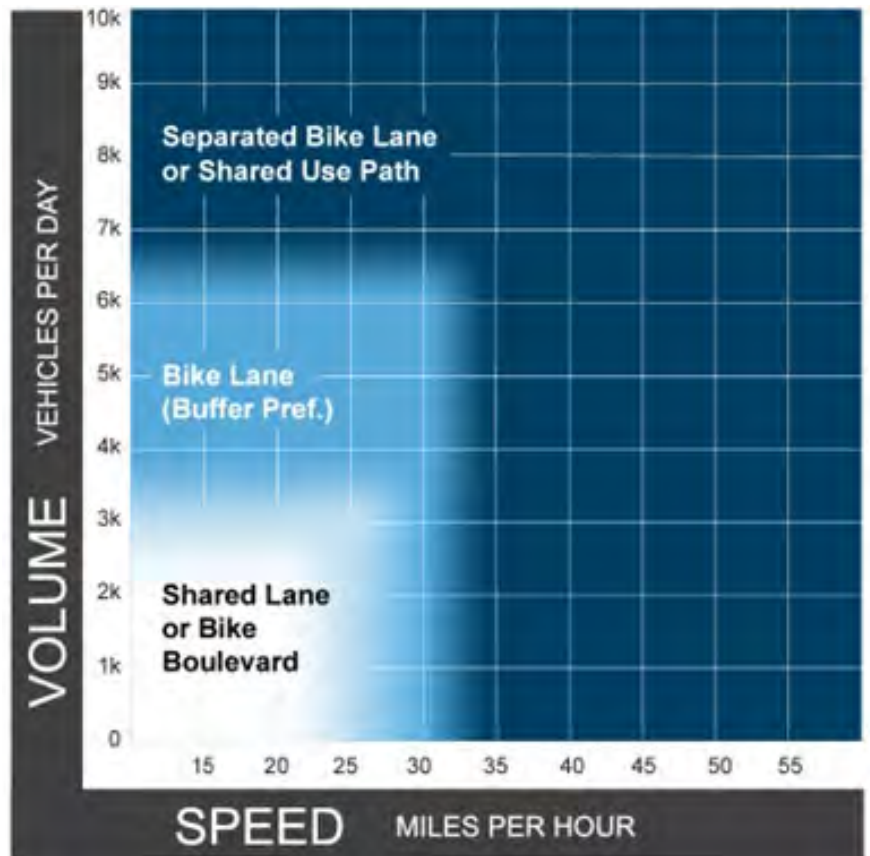 10k
9k
8k
7k
6k
5k
4k
3k
2k
1k
0
VOLUME VEHICLES PER DAY
Separated Bike Lane
or Shared Use Path
Bike Lane
(Buffer Pref.)
Shared Lane
or Bike
Boulevard
15 20 25 30 35 40 45 50 55
SPEED MILES PER HOUR